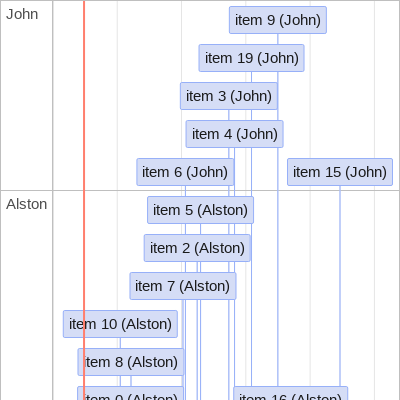 John
item 9 (John)
item 19 (John)
item 3 (John)
item 4 (John)
item 6 (John)
item 15 (John)
Alston
item 5 (Alston)
item 2 (Alston)
item 7 (Alston)
item 10 (Alston)
item 8 (Alston)
item 0 (Alston)
item 16 (Alston)